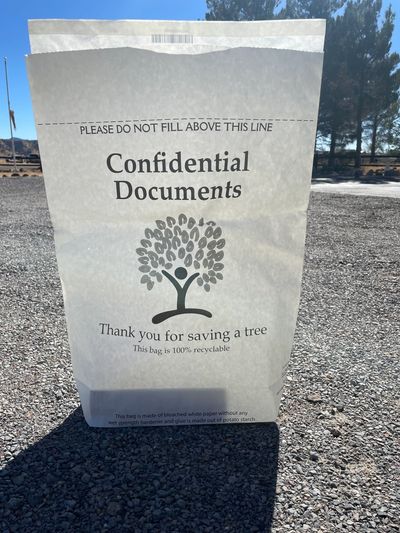 PLEASE DO NOT FILL ABOVE THIS LINE
Confidential
Documents
Thank you for saving a tree
This bag is 100% recyclable
This bag is made of bleached white paper without any
wet strength hardener and glue is made out of potato starch.